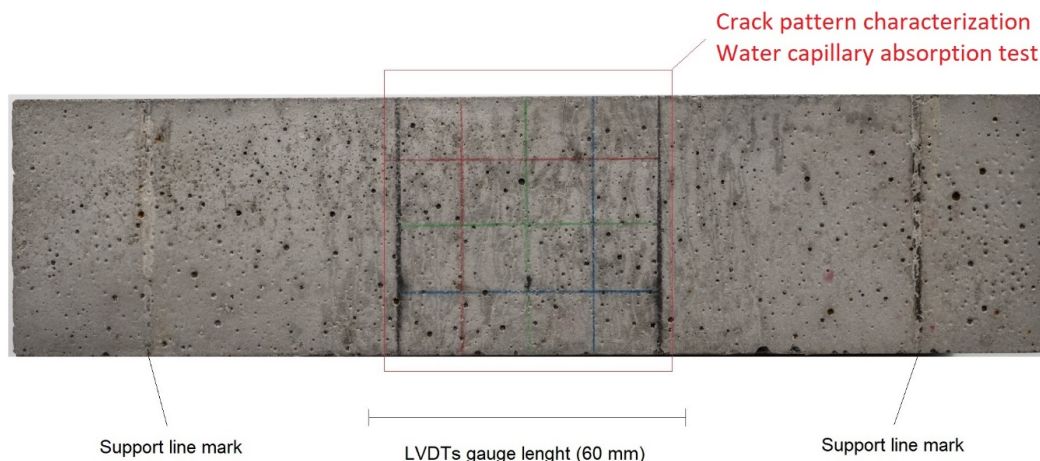 Crack pattern characterization
Water capillary absorption test
Support line mark
LVDTs gauge lenght (60 mm)
Support line mark